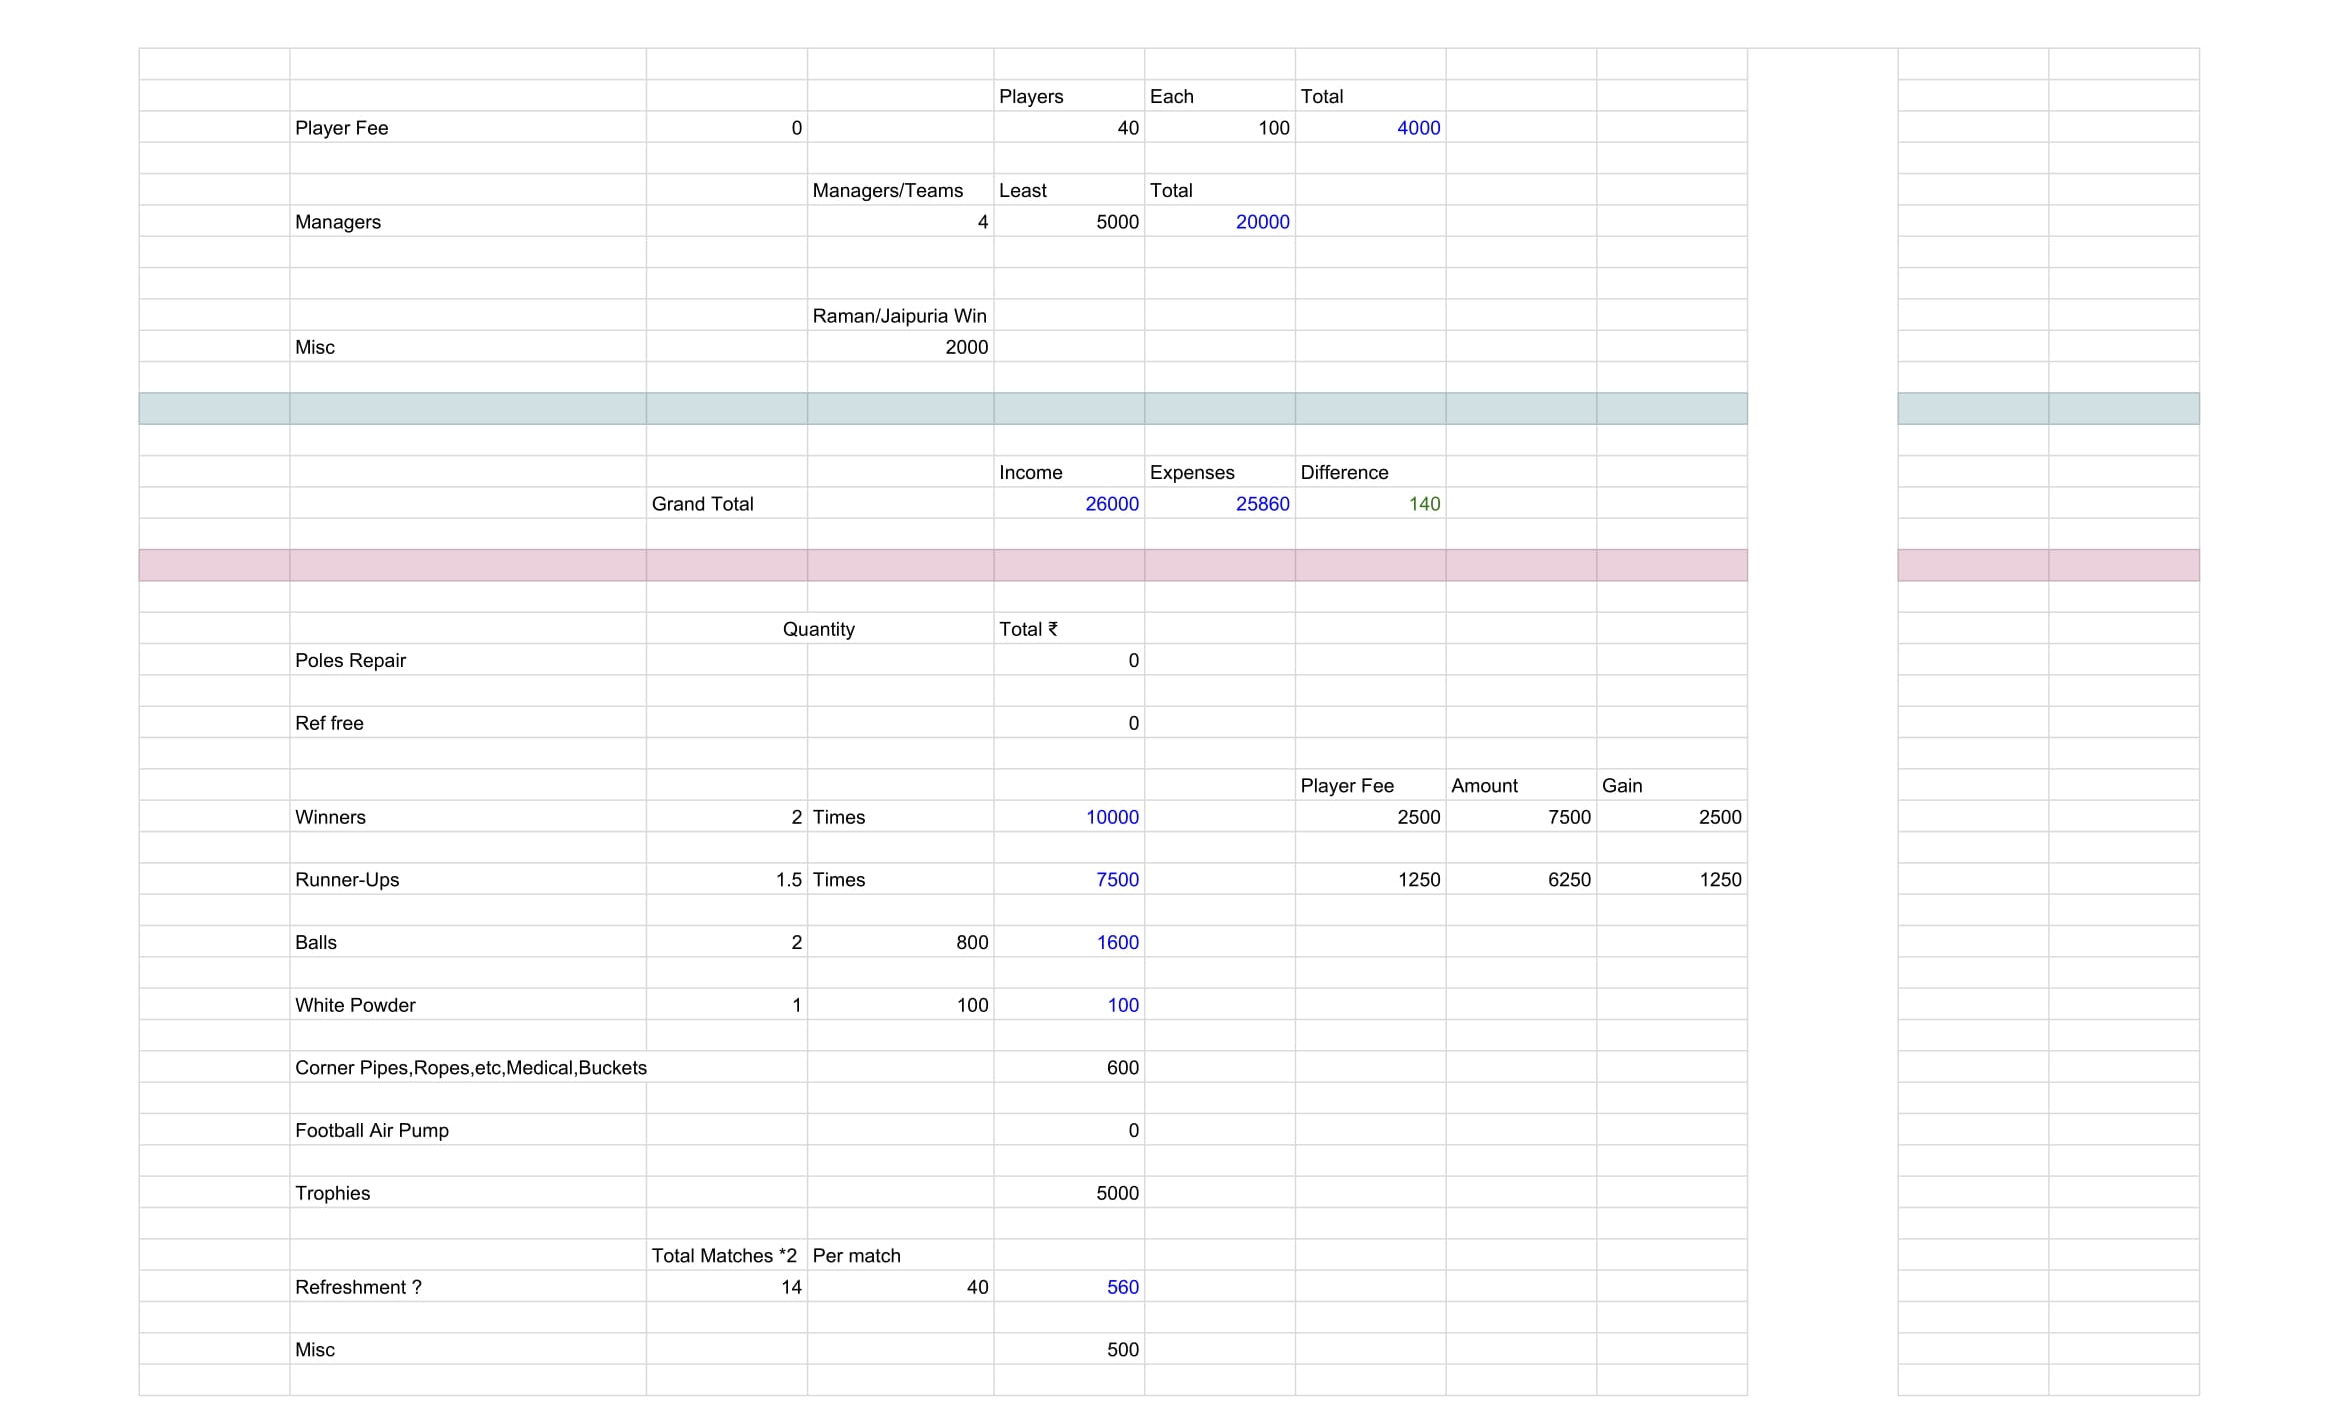 Players Each Total
Player Fee 0 40 100 4000
Managers/Teams Least Total
Managers 4 5000 20000
Raman/Jaipuria Win
Misc 2000
Income Expenses Difference
Grand Total 26000 25860 140
Quantity Total ₹
Poles Repair 0
Ref free 0
Player Fee Amount Gain
Winners 2 Times 10000 2500 7500 2500
Runner-Ups 1.5 Times 7500 1250 6250 1250
Balls 2 800 1600
White Powder 1 100 100
Corner Pipes,Ropes,etc,Medical,Buckets 600
Football Air Pump 0
Trophies 5000
Total Matches *2 Per match
Refreshment ? 14 40 560
Misc 500